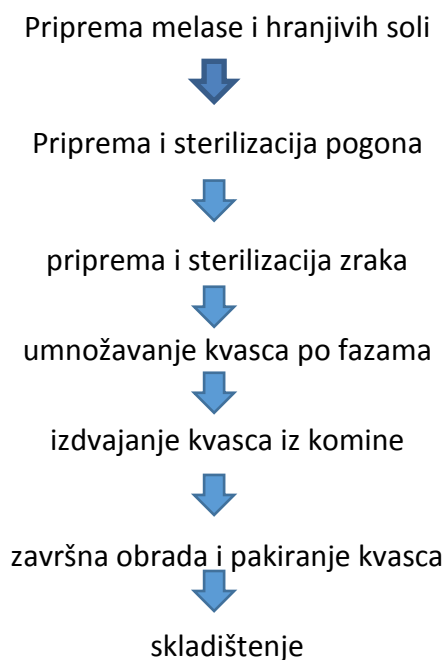 Priprema melase i hranjivih soli
Priprema i sterilizacija pogona
priprema i sterilizacija zraka
umnožavanje kvasca po fazama
izdvajanje kvasca iz komine
završna obrada i pakiranje kvasca
skladištenje